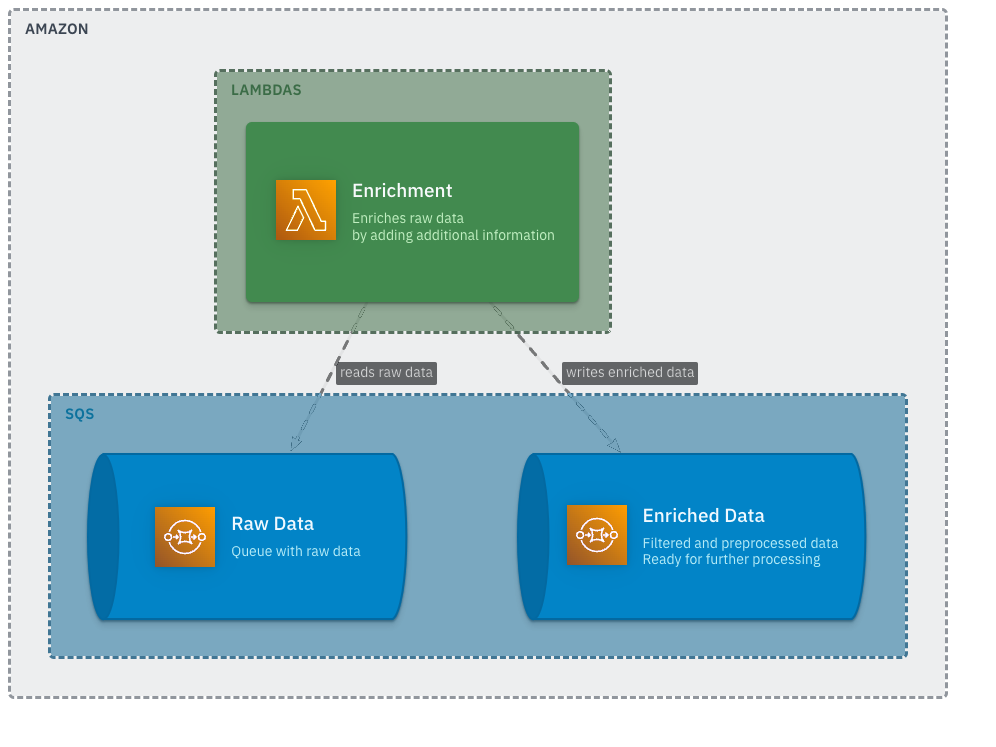 AMAZON
LAMBDAS
Enrichment
Enriches raw data
by adding additional information
reads raw data
writes enriched data
SQS
Raw Data
Queue with raw data
Enriched Data
Filtered and preprocessed data
Ready for further processing